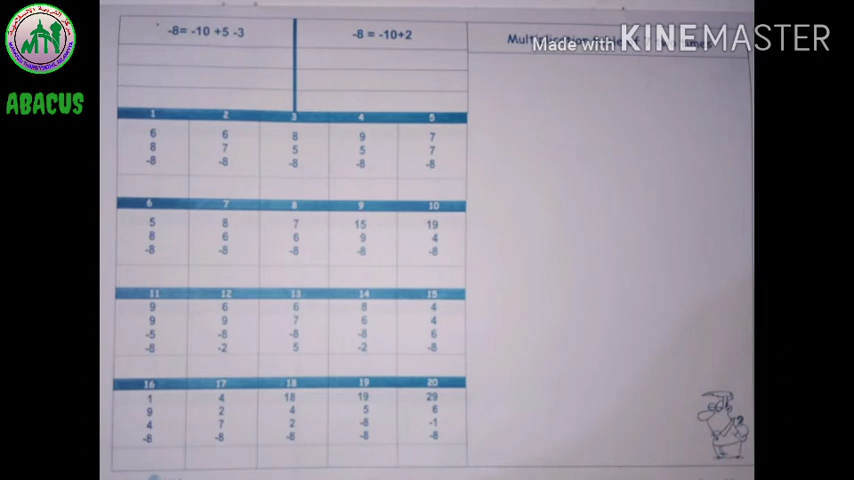 ABACUS
Made with KINEMASTER
-8= -10 +5 -3
-8 = -10+2
1 2 3 4 5
6 6 8 9 7
8 7 5 5 7
-8 -8 -8 -8 -8
6 7 8 9 10
5 8 7 15 19
8 6 6 9 4
-8 -8 -8 -8 -8
11 12 13 14 15
9 6 6 8 4
9 9 7 6 4
-5 -8 -8 -8 6
-8 -2 5 -2 -8
16 17 18 19 20
1 4 18 19 29
9 2 4 5 6
4 7 2 -8 -1
-8 -8 -8 -8 -8